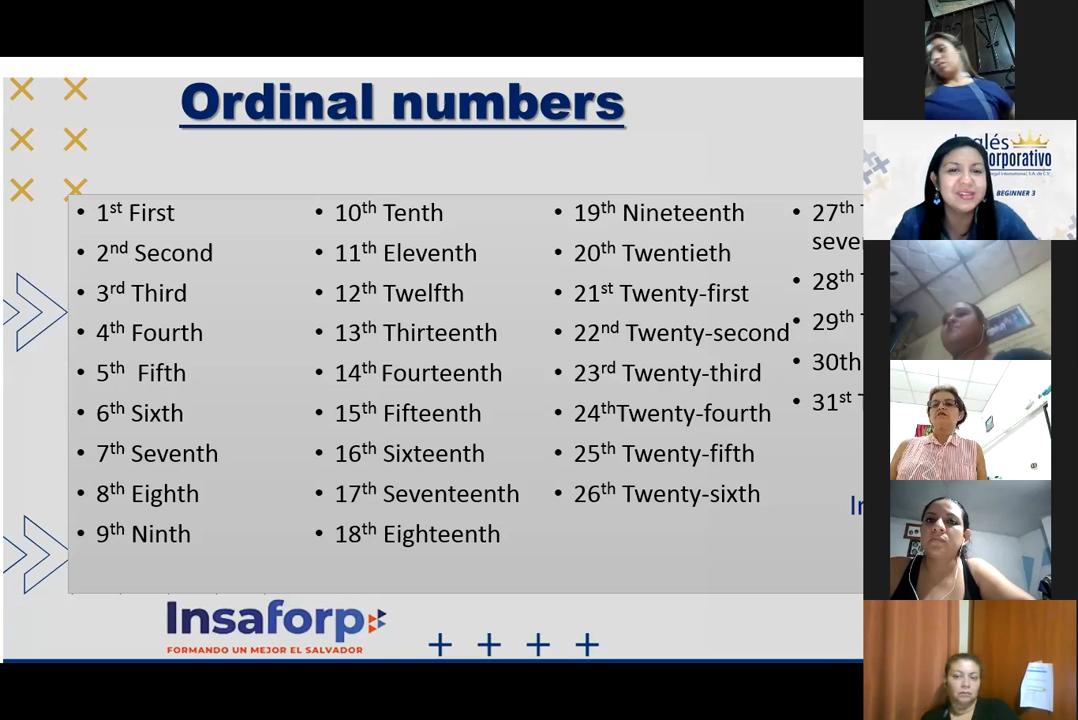 Ordinal numbers
• 1st First
• 2nd Second
• 3rd Third
• 4th Fourth
• 5th Fifth
• 6th Sixth
• 7th Seventh
• 8th Eighth
• 9th Ninth
• 10th Tenth
• 11th Eleventh
• 12th Twelfth
• 13th Thirteenth
• 14th Fourteenth
• 15th Fifteenth
• 16th Sixteenth
• 17th Seventeenth
• 18th Eighteenth
• 19th Nineteenth
• 20th Twentieth
• 21st Twenty-first
• 22nd Twenty-second
• 23rd Twenty-third
• 24thTwenty-fourth
• 25th Twenty-fifth
• 26th Twenty-sixth
• 27th
• 28th
• 29th
• 30th
• 31st
Insaforp
FORMANDO UN MEJOR EL SALVADOR
BEGINNER 3